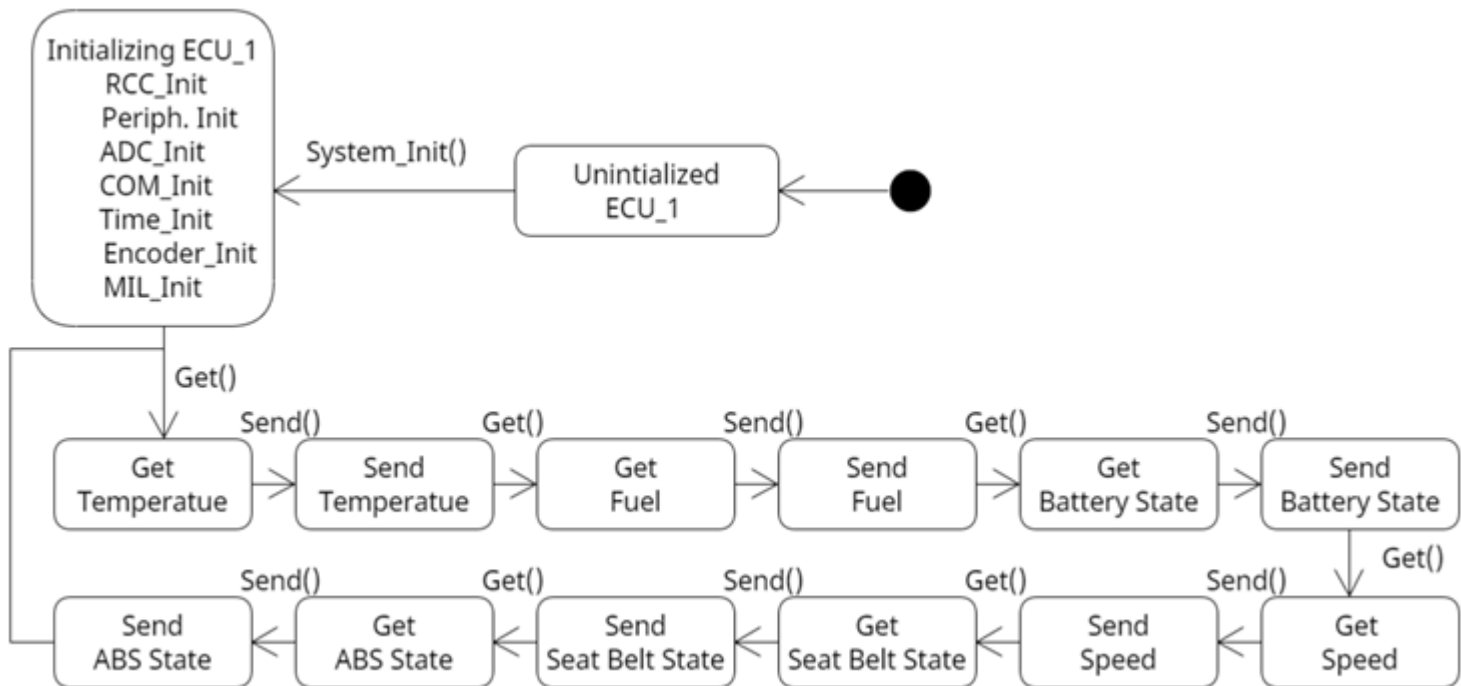 Initializing ECU_1
RCC_Init
Periph. Init
ADC_Init
COM_Init
Time_Init
Encoder_Init
MIL_Init
System_Init()
Unintialized
ECU_1
Get()
Get
Temperatue
Send()
Send
Temperatue
Get()
Get
Fuel
Send()
Send
Fuel
Get()
Get
Battery State
Send()
Send
Battery State
Get()
Get
Speed
Send()
Send
Speed
Get()
Get
Seat Belt State
Send()
Send
Seat Belt State
Get()
Get
ABS State
Send()
Send
ABS State